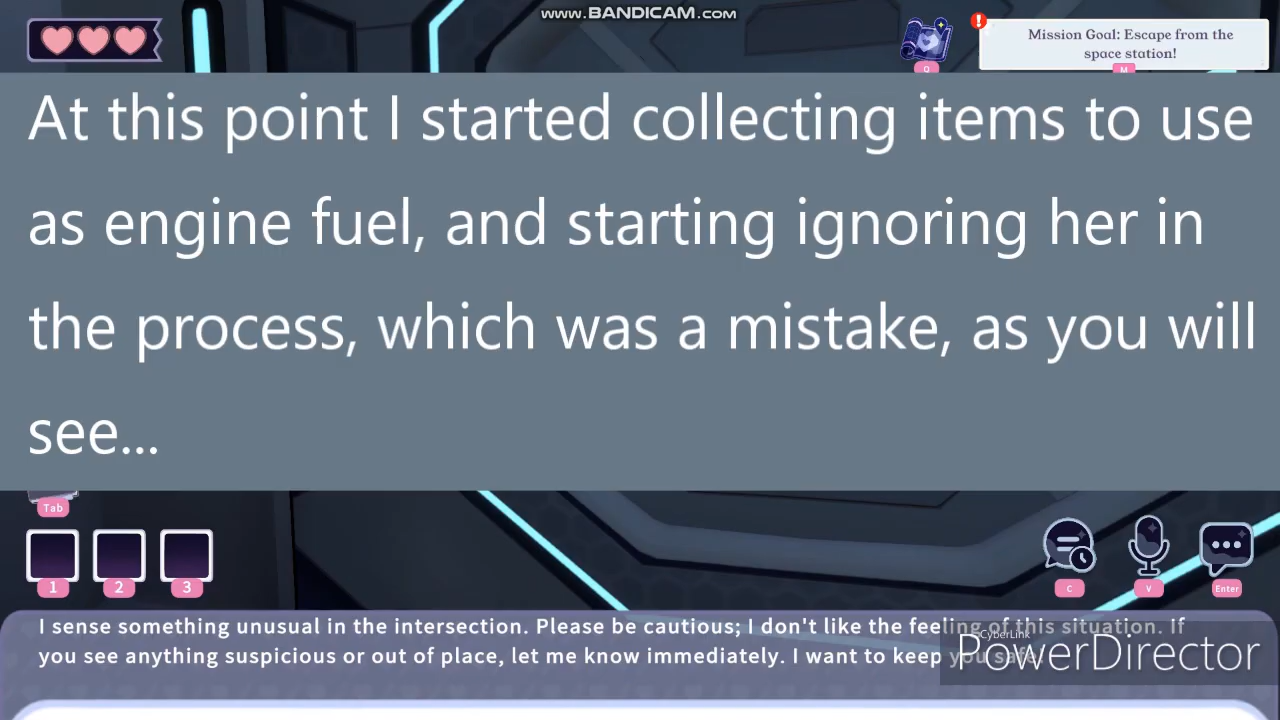 www.BANDICAM.com
Mission Goal: Escape from the
space station!
Q
M
At this point I started collecting items to use
as engine fuel, and starting ignoring her in
the process, which was a mistake, as you will
see...
Tab
1
2
3
C
V
Enter
I sense something unusual in the intersection. Please be cautious; I don't like the feeling of this situation. If
you see anything suspicious or out of place, let me know immediately. I want to keep you safe.
CyberLink
PowerDirector